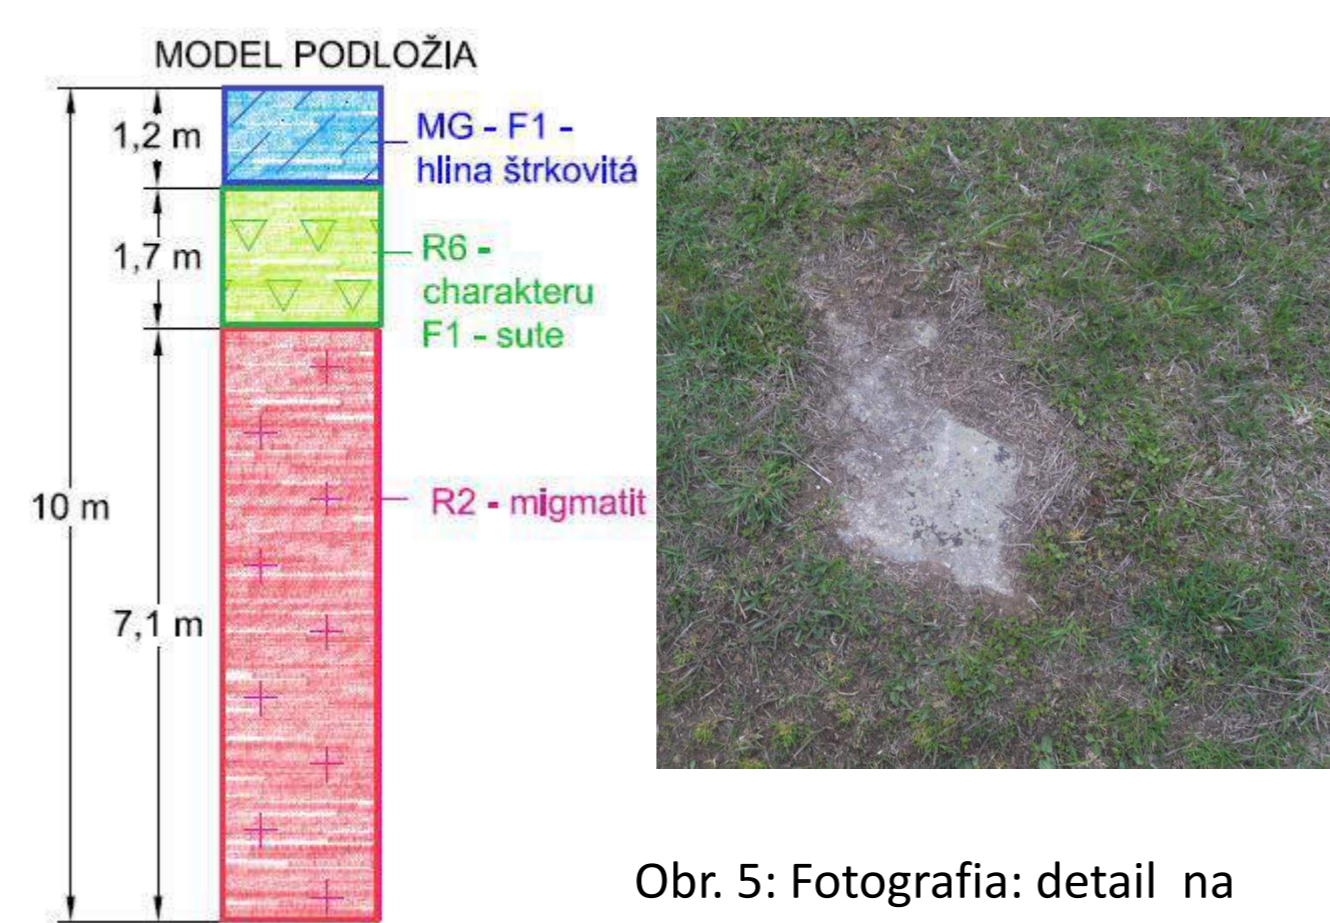 MODEL PODLOŽIA
1,2 m
MG - F1 -
hlina štrkovitá
1,7 m
R6 -
charakteru
F1 - sute
10 m
R2 - migmatit
7,1 m
Obr. 5: Fotografia: detail na